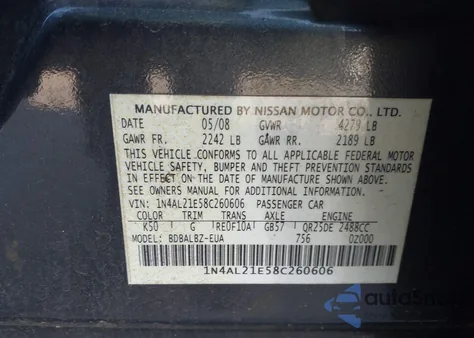 MANUFACTURED BY NISSAN MOTOR CO., LTD.
DATE 05/08 GVWR 4279 LB
GAWR FR. 2242 LB GAWR RR. 2189 LB
THIS VEHICLE CONFORMS TO ALL APPLICABLE FEDERAL MOTOR
VEHICLE SAFETY, BUMPER AND THEFT PREVENTION STANDARDS
IN EFFECT ON THE DATE OF MANUFACTURE SHOWN ABOVE.
SEE OWNERS MANUAL FOR ADDITIONAL INFORMATION.
VIN: 1N4AL21E58C260606 PASSENGER CAR
COLOR TRIM TRANS AXLE ENGINE
K50 G RE0F10A GB57 QR25DE 2488CC
MODEL: BDBALBZ-EUA 756 0Z000
1N4AL21E58C260606